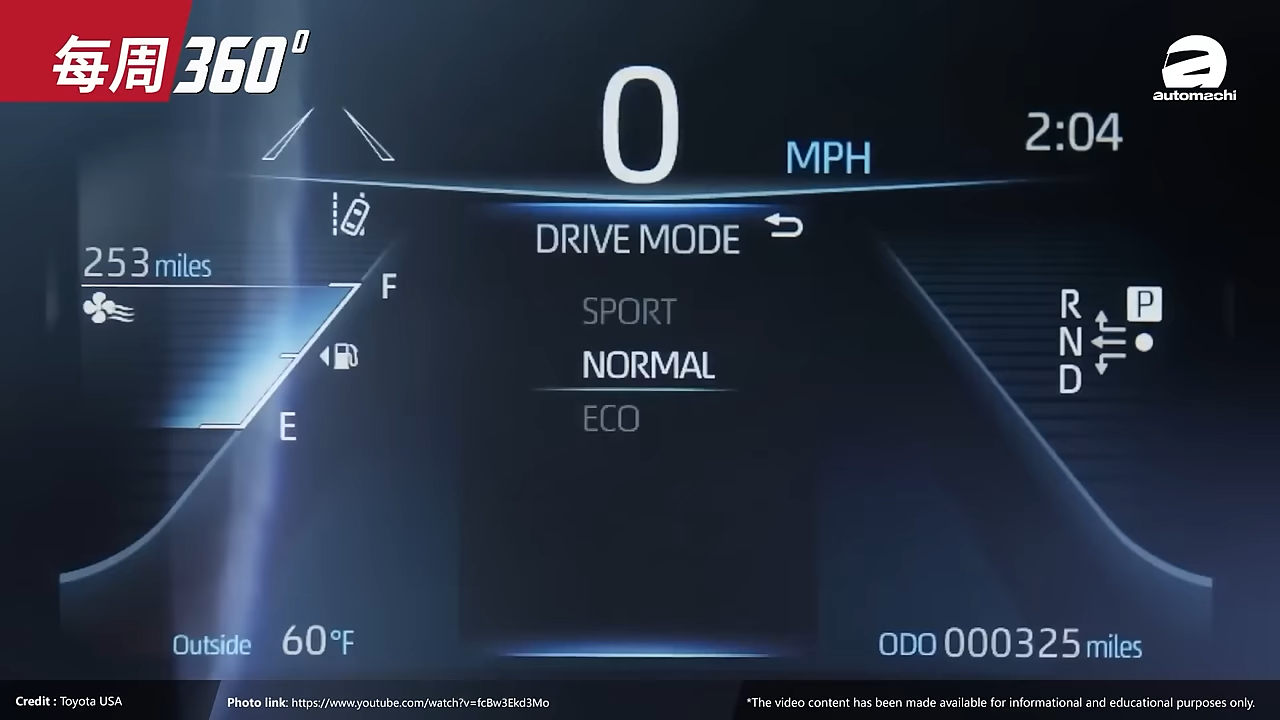 每周360°
automachi
0
MPH
2:04
DRIVE MODE
253 miles
F
SPORT
R
P
N
NORMAL
D
E
ECO
Outside 60°F
ODO 000325 miles
Credit : Toyota USA
Photo link: https://www.youtube.com/watch?v=fcBw3Ekd3Mo
*The video content has been made available for informational and educational purposes only.